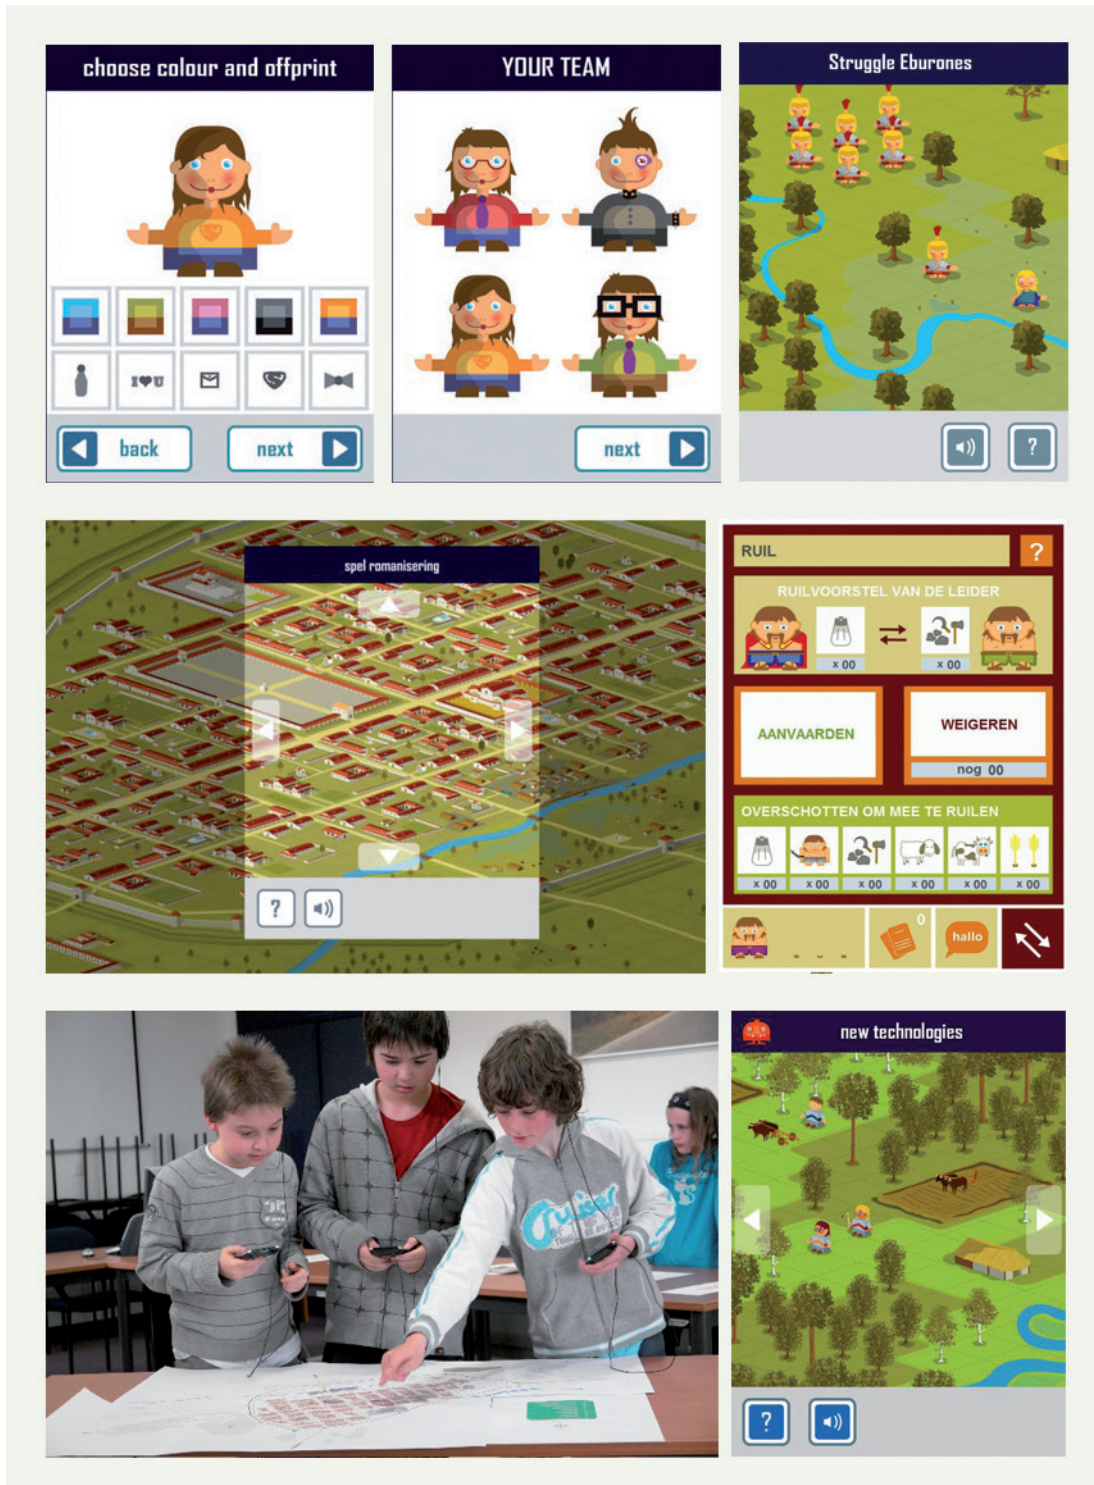 choose colour and offprint
I♥U
back
next
YOUR TEAM
next
Struggle Eburones
?
spel romanisering
?
RUIL
?
RUILVOORSTEL VAN DE LEIDER
x 00
x 00
AANVAARDEN
WEIGEREN
nog 00
OVERSCHOTTEN OM MEE TE RUILEN
x 00
x 00
x 00
x 00
x 00
x 00
0
hallo
Cruiser
new technologies
?